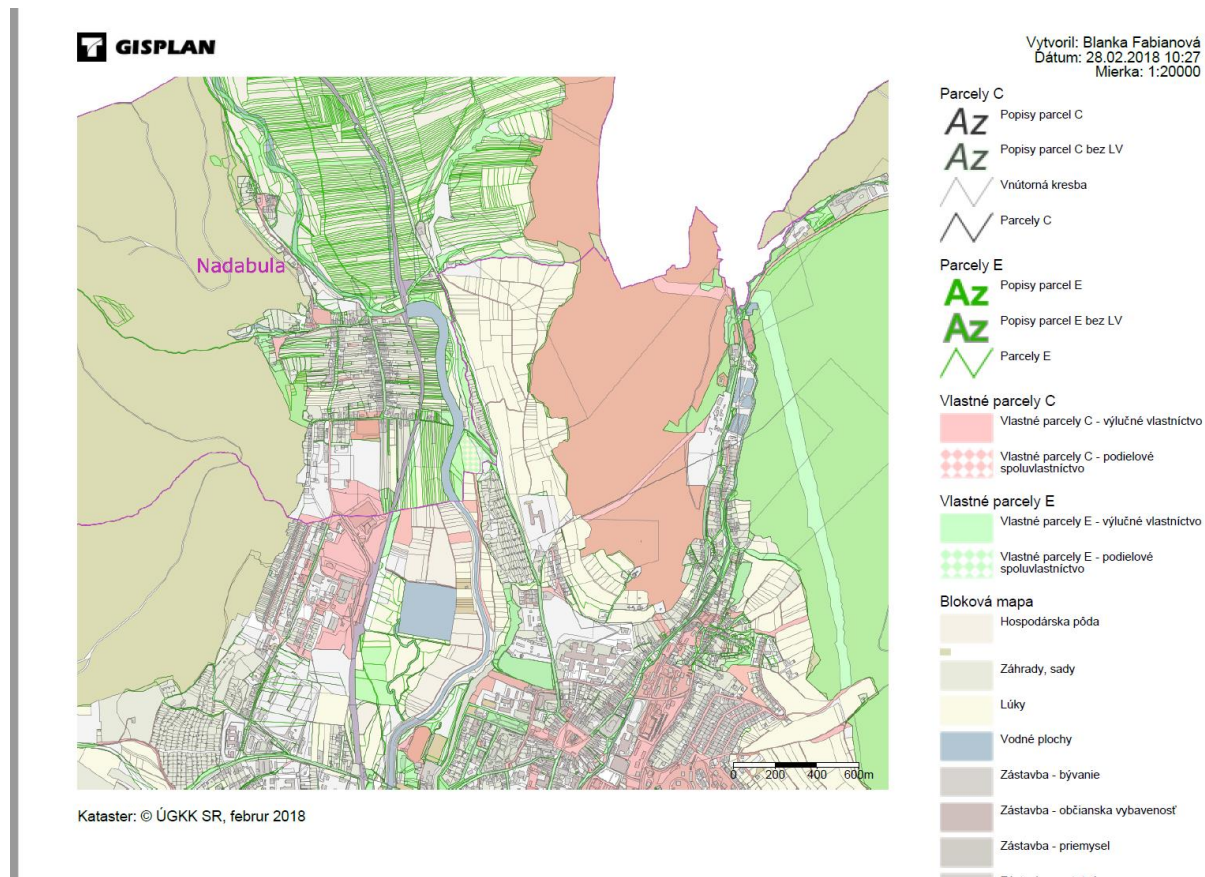 GISPLAN
Vytvoril: Blanka Fabianová
Dátum: 28.02.2018 10:27
Mierka: 1:20000
Nadabula
0 200 400 600m
Kataster: © ÚGKK SR, februr 2018
Parcely C
Az Popisy parcel C
Az Popisy parcel C bez LV
Vnútorná kresba
Parcely C
Parcely E
Az Popisy parcel E
Az Popisy parcel E bez LV
Parcely E
Vlastné parcely C
Vlastné parcely C - výlučné vlastníctvo
Vlastné parcely C - podielové
spoluvlastníctvo
Vlastné parcely E
Vlastné parcely E - výlučné vlastníctvo
Vlastné parcely E - podielové
spoluvlastníctvo
Bloková mapa
Hospodárska pôda
Záhrady, sady
Lúky
Vodné plochy
Zástavba - bývanie
Zástavba - občianska vybavenosť
Zástavba - priemysel